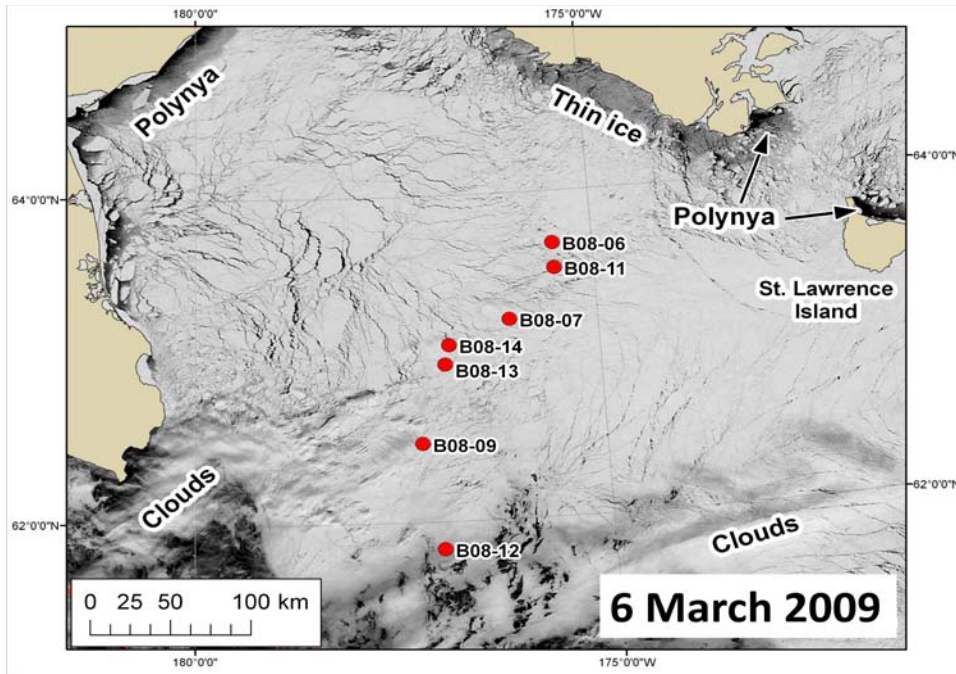 180°0'0"
175°0'0"W
Polynya
Thin ice
64°0'0"N
64°0'0"N
Polynya
B08-06
B08-11
St. Lawrence
Island
B08-07
B08-14
B08-13
B08-09
62°0'0"N
Clouds
62°0'0"N
Clouds
B08-12
0 25 50 100 km
6 March 2009
180°0'0"
175°0'0"W